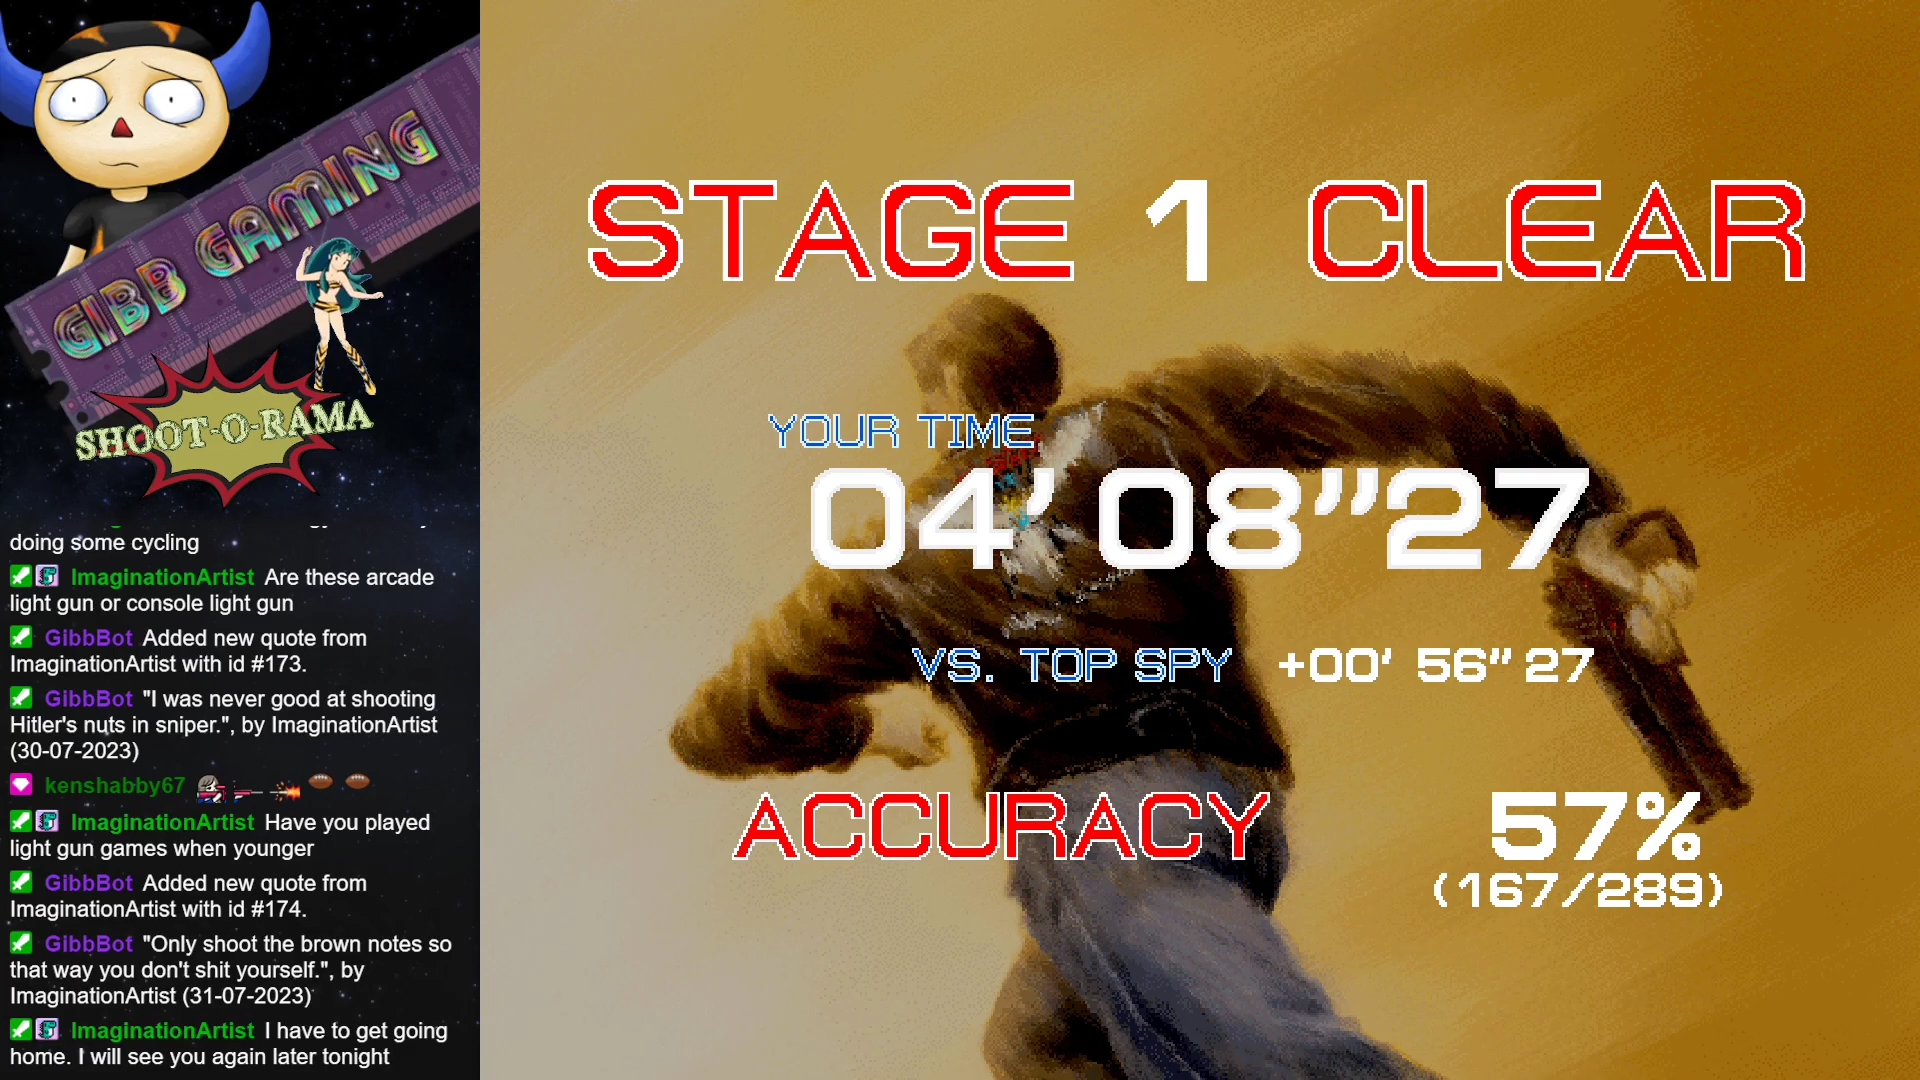 GIBB GAMING
SHOOT-O-RAMA
doing some cycling
ImaginationArtist Are these arcade
light gun or console light gun
GibbBot Added new quote from
ImaginationArtist with id #173.
GibbBot "I was never good at shooting
Hitler's nuts in sniper.", by ImaginationArtist
(30-07-2023)
kenshabby67
ImaginationArtist Have you played
light gun games when younger
GibbBot Added new quote from
ImaginationArtist with id #174.
GibbBot "Only shoot the brown notes so
that way you don't shit yourself.", by
ImaginationArtist (31-07-2023)
ImaginationArtist I have to get going
home. I will see you again later tonight
STAGE 1 CLEAR
YOUR TIME
04'08"27
VS. TOP SPY +00'56"27
ACCURACY 57%
(167/289)